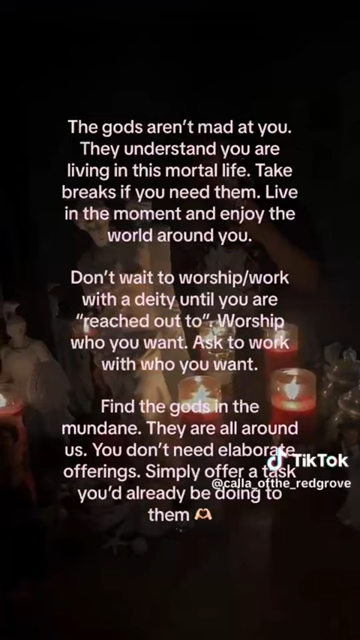 The gods aren't mad at you.
They understand you are
living in this mortal life. Take
breaks if you need them. Live
in the moment and enjoy the
world around you.
Don't wait to worship/work
with a deity until you are
“reached out to”. Worship
who you want. Ask to work
with who you want.
Find the gods in the
mundane. They are all around
us. You don't need elaborate
offerings. Simply offer a task
you'd already be doing to
them 🫶🏻
TikTok
@calla_ofthe_redgrove